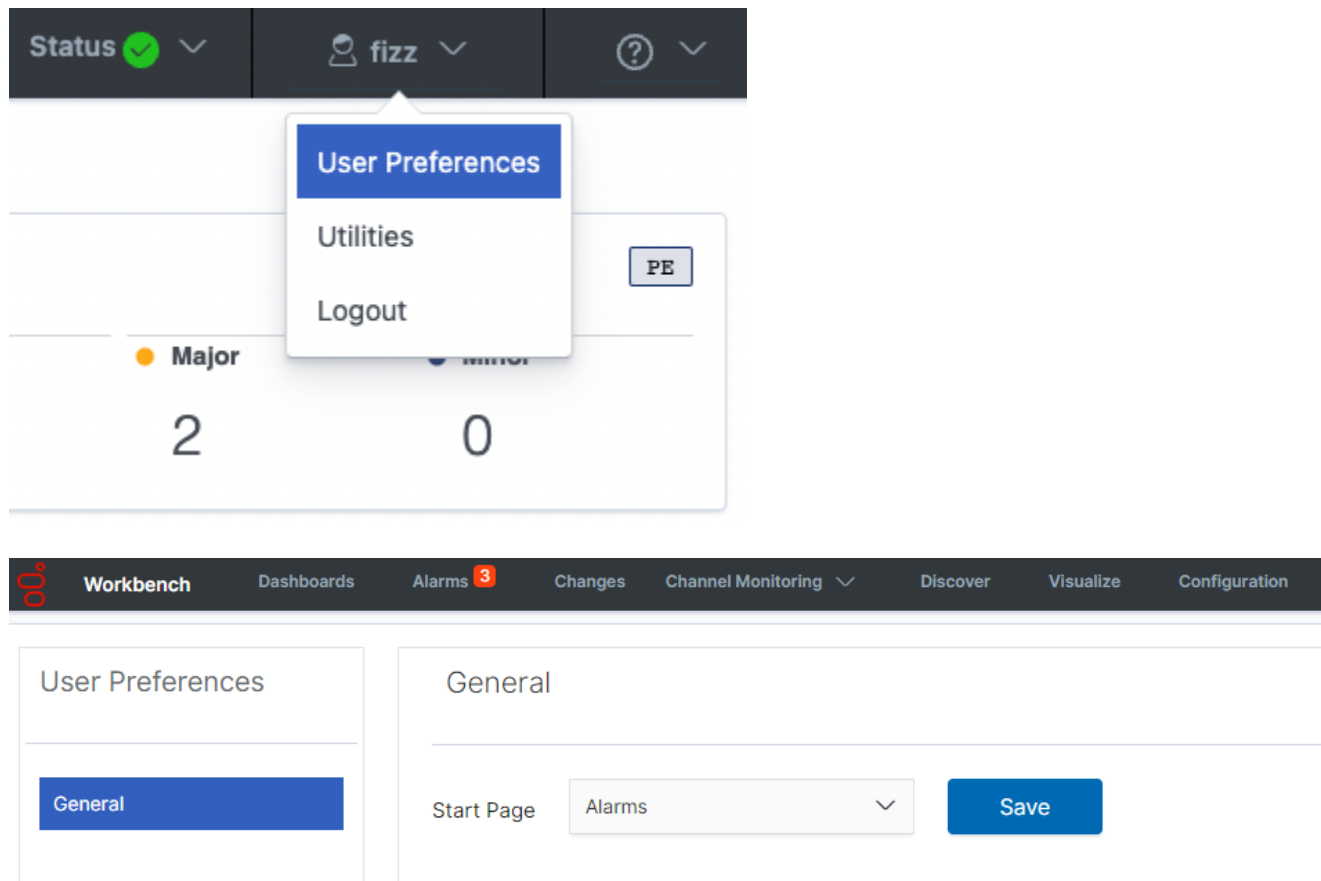 Status fizz ?
User Preferences
Utilities
PE
Logout
Major Minor
2 0
Workbench Dashboards Alarms 3 Changes Channel Monitoring Discover Visualize Configuration
User Preferences General
General
Start Page Alarms Save